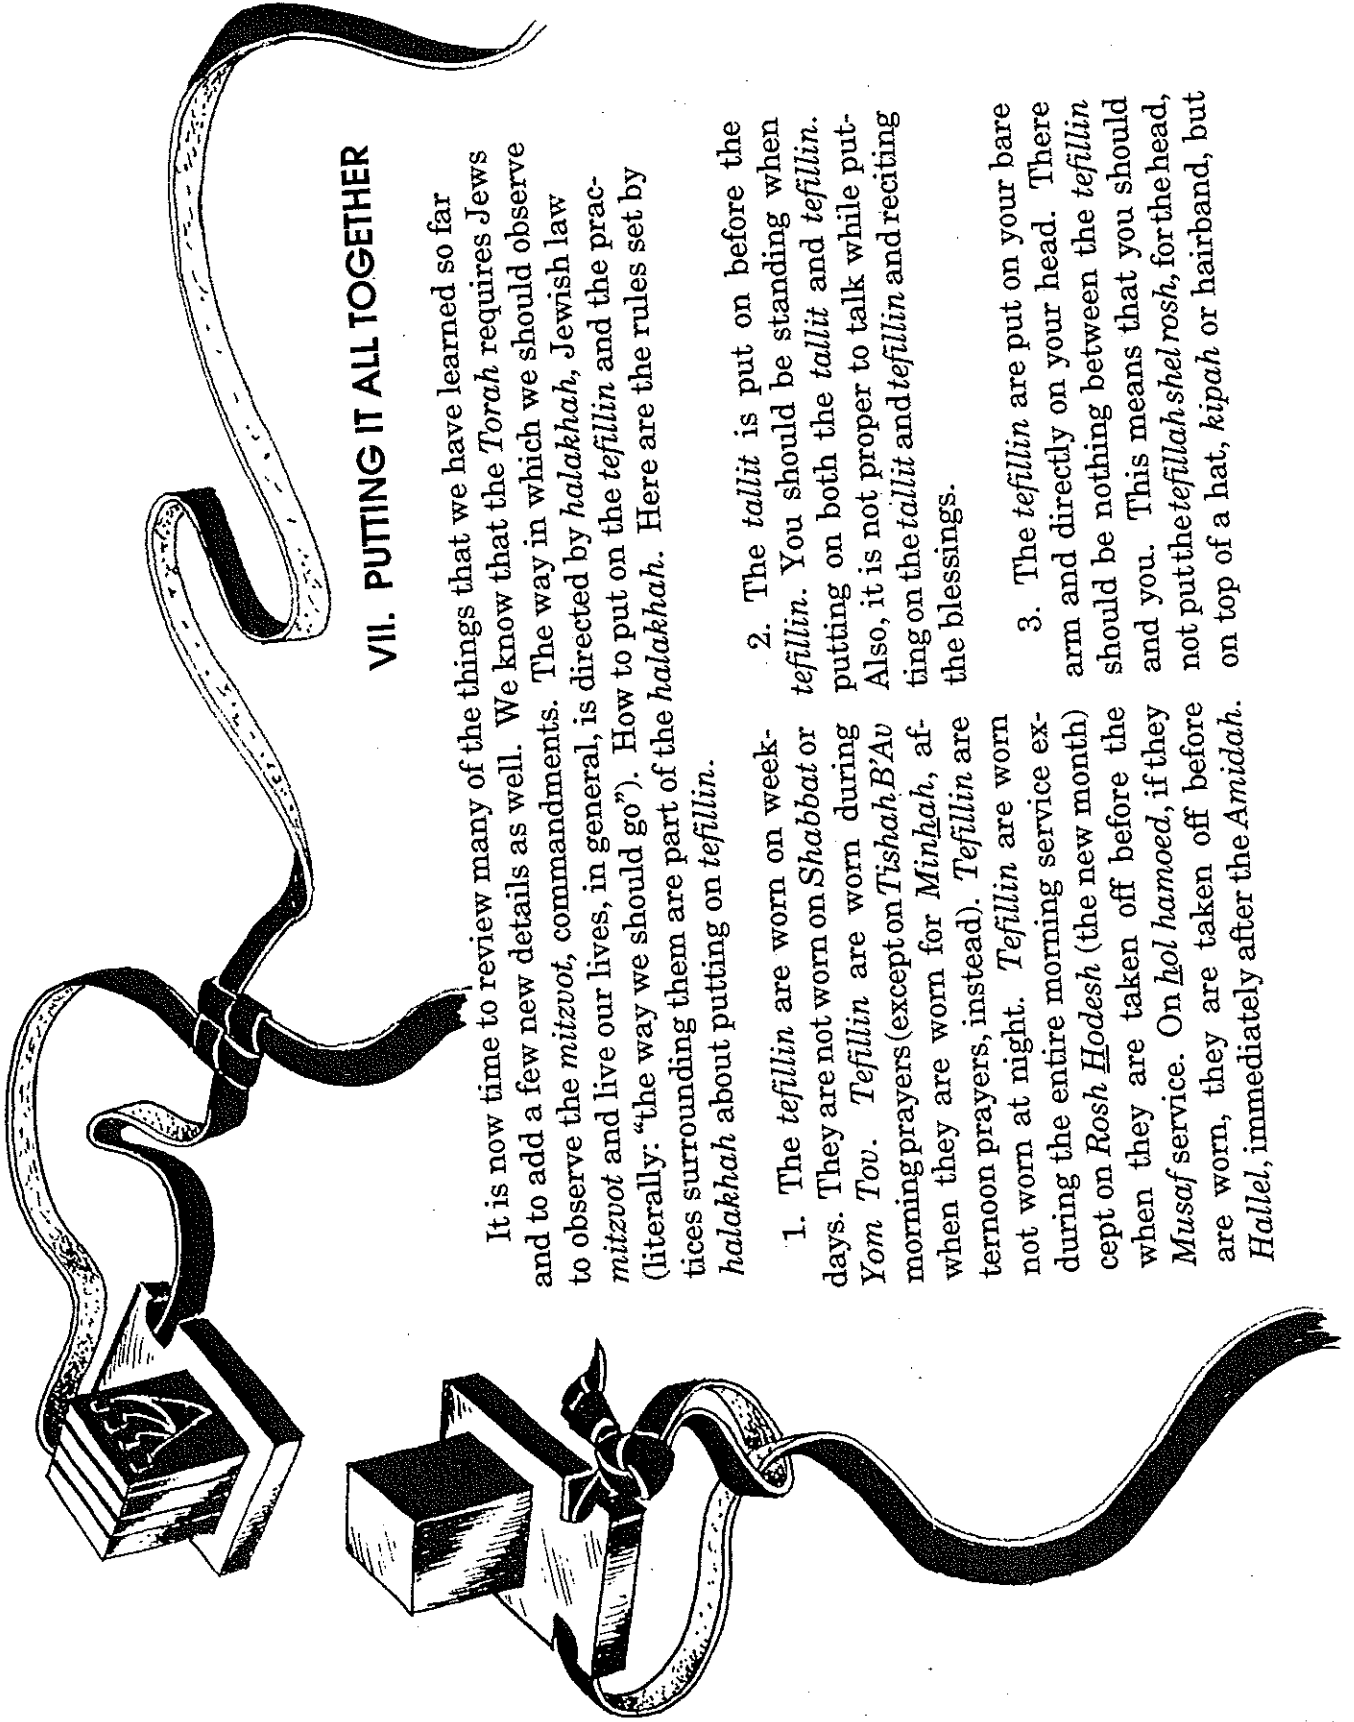 VII. PUTTING IT ALL TOGETHER
It is now time to review many of the things that we have learned so far
and to add a few new details as well. We know that the Torah requires Jews
to observe the mitzvot, commandments. The way in which we should observe
mitzvot and live our lives, in general, is directed by halakhah, Jewish law
(literally: "the way we should go"). How to put on the tefillin and the prac-
tices surrounding them are part of the halakhah. Here are the rules set by
halakhah about putting on tefillin.
1. The tefillin are worn on week-
days. They are not worn on Shabbat or
Yom Tov. Tefillin are worn during
morning prayers (except on Tishah B'Av
when they are worn for Minhah, af-
ternoon prayers, instead). Tefillin are
not worn at night. Tefillin are worn
during the entire morning service ex-
cept on Rosh Hodesh (the new month)
when they are taken off before the
Musaf service. On hol hamoed, if they
are worn, they are taken off before
Hallel, immediately after the Amidah.
2. The tallit is put on before the
tefillin. You should be standing when
putting on both the tallit and tefillin.
Also, it is not proper to talk while put-
ting on the tallit and tefillin and reciting
the blessings.
3. The tefillin are put on your bare
arm and directly on your head. There
should be nothing between the tefillin
and you. This means that you should
not put the tefillah shel rosh, for the head,
on top of a hat, kipah or hairband, but